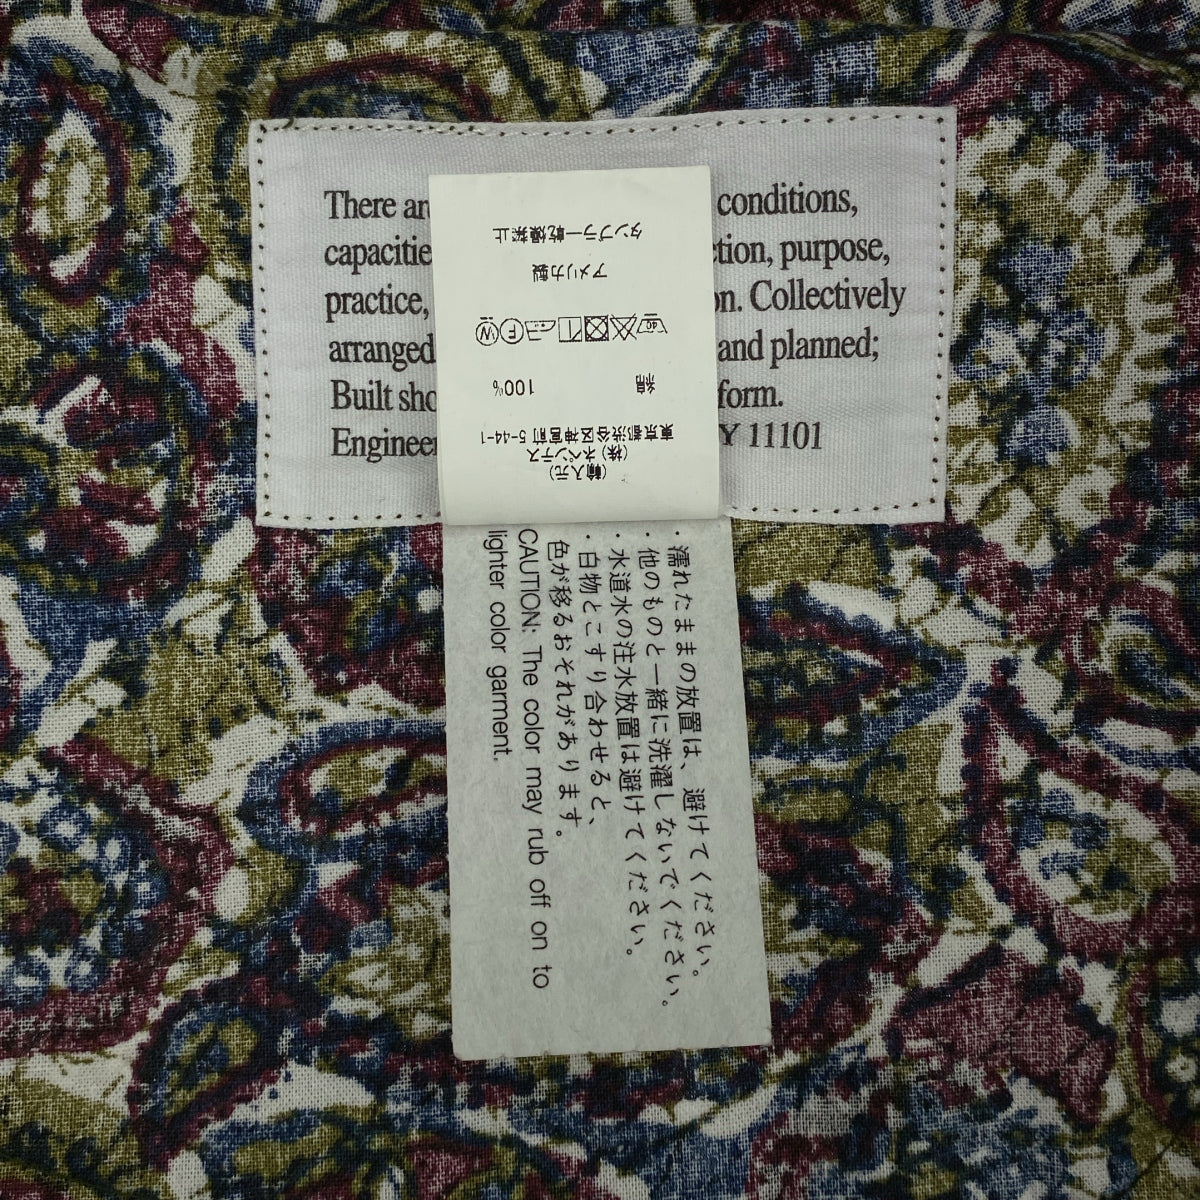 There ar conditions,
capacitie ction, purpose,
practice, on. Collectively
arranged and planned;
Built sho form.
Engineer Y 11101
(輸入元)
(株)ネペンテス
東京都渋谷区神宮前 5-44-1
綿 100%
40 F W
アメリカ製
タンブラー乾燥禁止
・濡れたままの放置は、避けてください。
・他のものと一緒に洗濯しないでください。
・水道水の注水放置は避けてください。
・白物とこすり合わせると、
色が移るおそれがあります。
CAUTION: The color may rub off on to
lighter color garment.